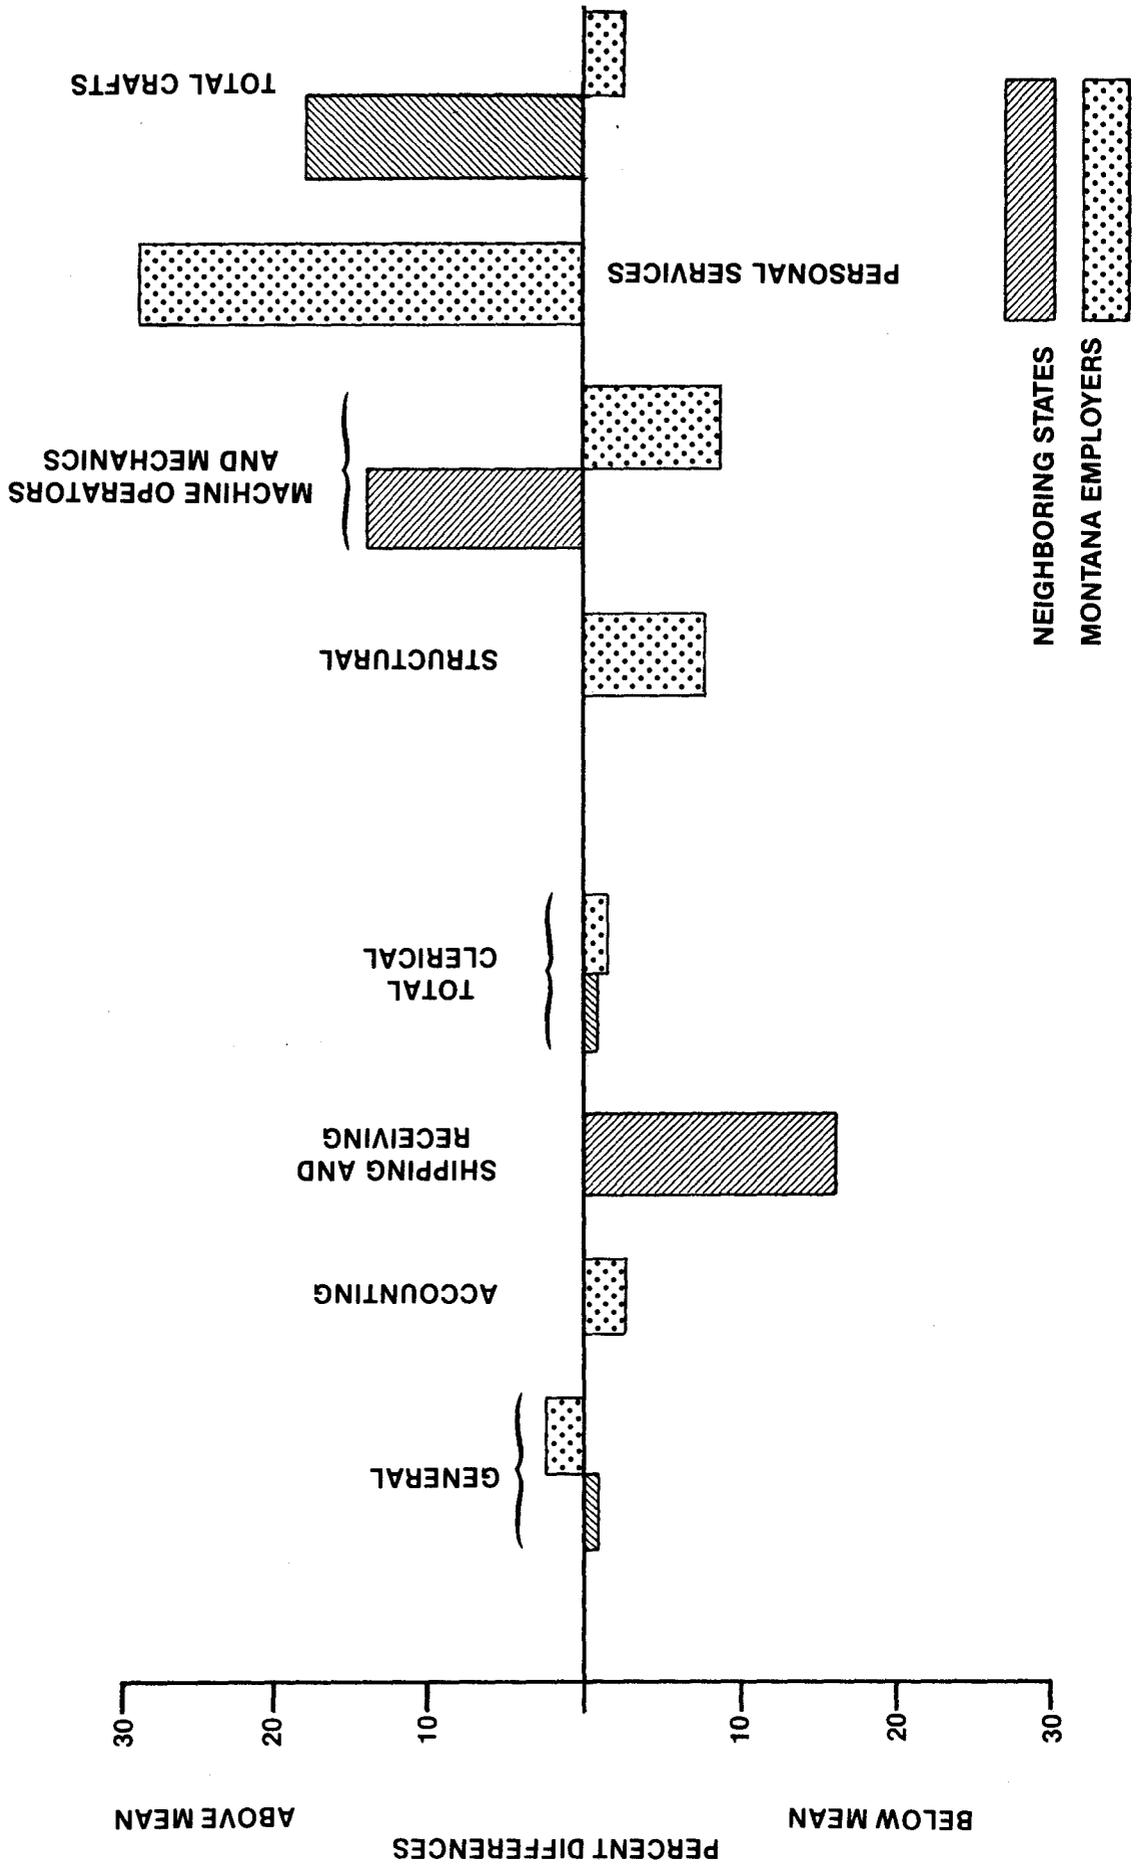 TOTAL CRAFTS
PERSONAL SERVICES
MACHINE OPERATORS
AND MECHANICS
STRUCTURAL
TOTAL
CLERICAL
SHIPPING AND
RECEIVING
ACCOUNTING
GENERAL
NEIGHBORING STATES
MONTANA EMPLOYERS
30
20
10
10
20
30
ABOVE MEAN
BELOW MEAN
PERCENT DIFFERENCES